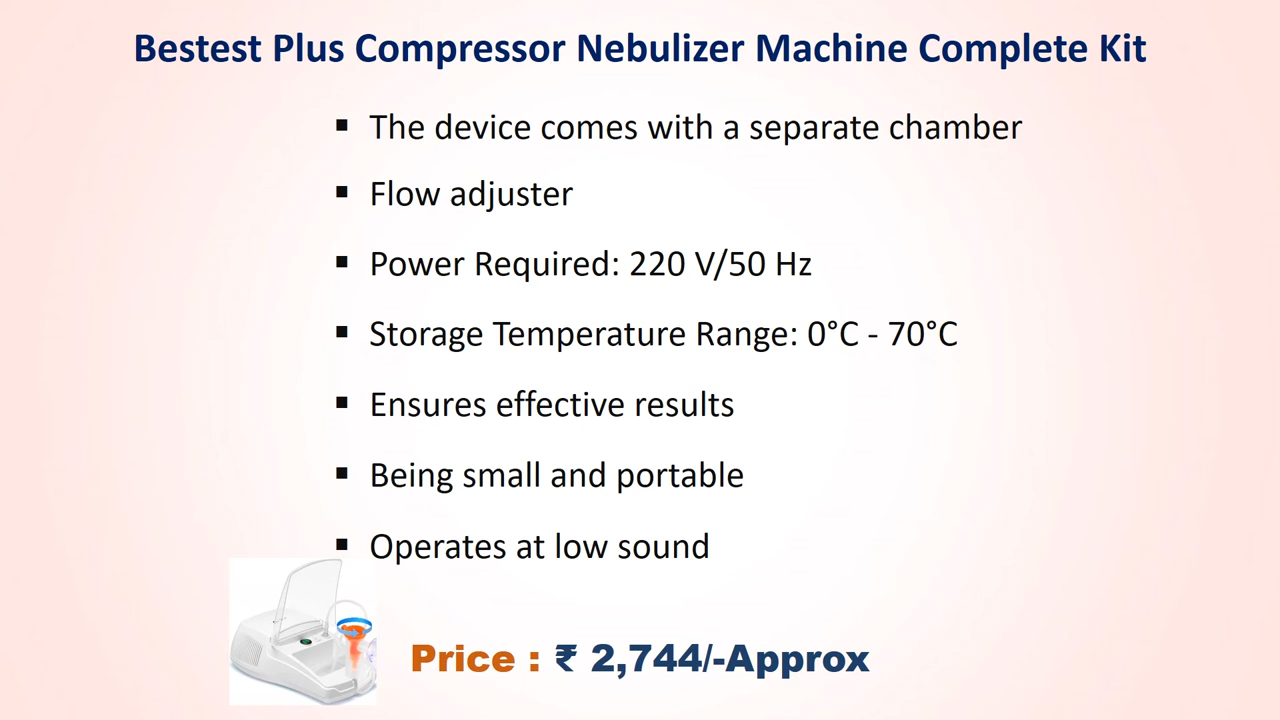 Bestest Plus Compressor Nebulizer Machine Complete Kit
▪ The device comes with a separate chamber
▪ Flow adjuster
▪ Power Required: 220 V/50 Hz
▪ Storage Temperature Range: 0°C - 70°C
▪ Ensures effective results
▪ Being small and portable
▪ Operates at low sound
Price : ₹ 2,744/-Approx